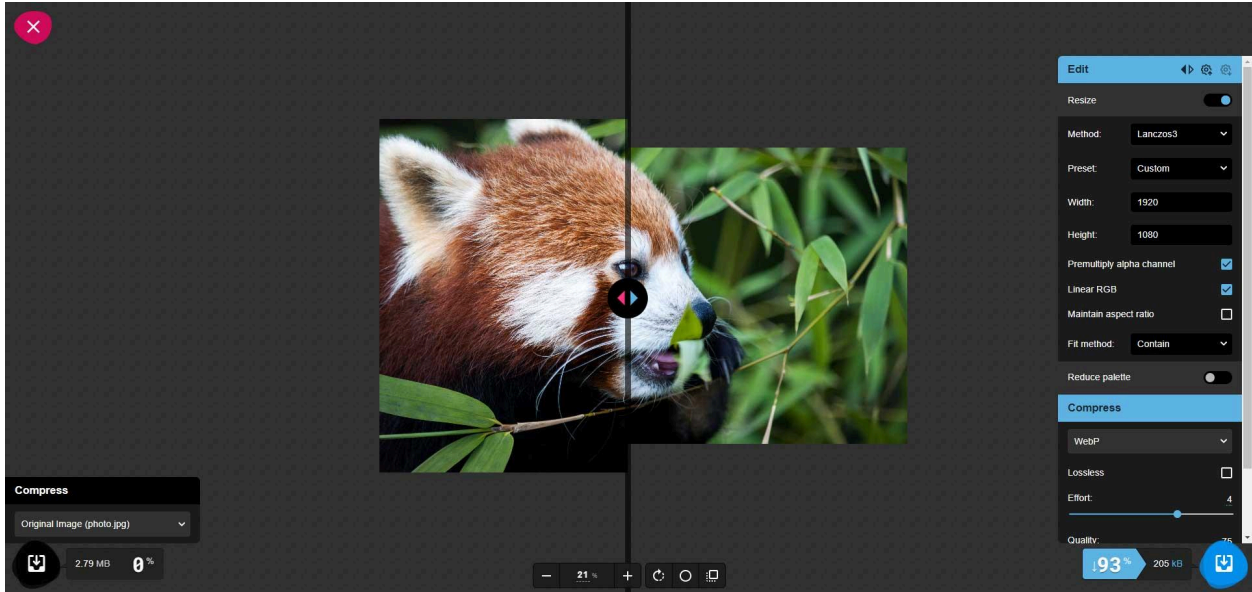 Edit
Resize
Method: Lanczos3
Preset: Custom
Width: 1920
Height: 1080
Premultiply alpha channel
Linear RGB
Maintain aspect ratio
Fit method: Contain
Reduce palette
Compress
WebP
Lossless
Effort: 4
Quality: 75
Compress
Original Image (photo.jpg)
2.79 MB 0 %
21 %
↓93 % 205 kB